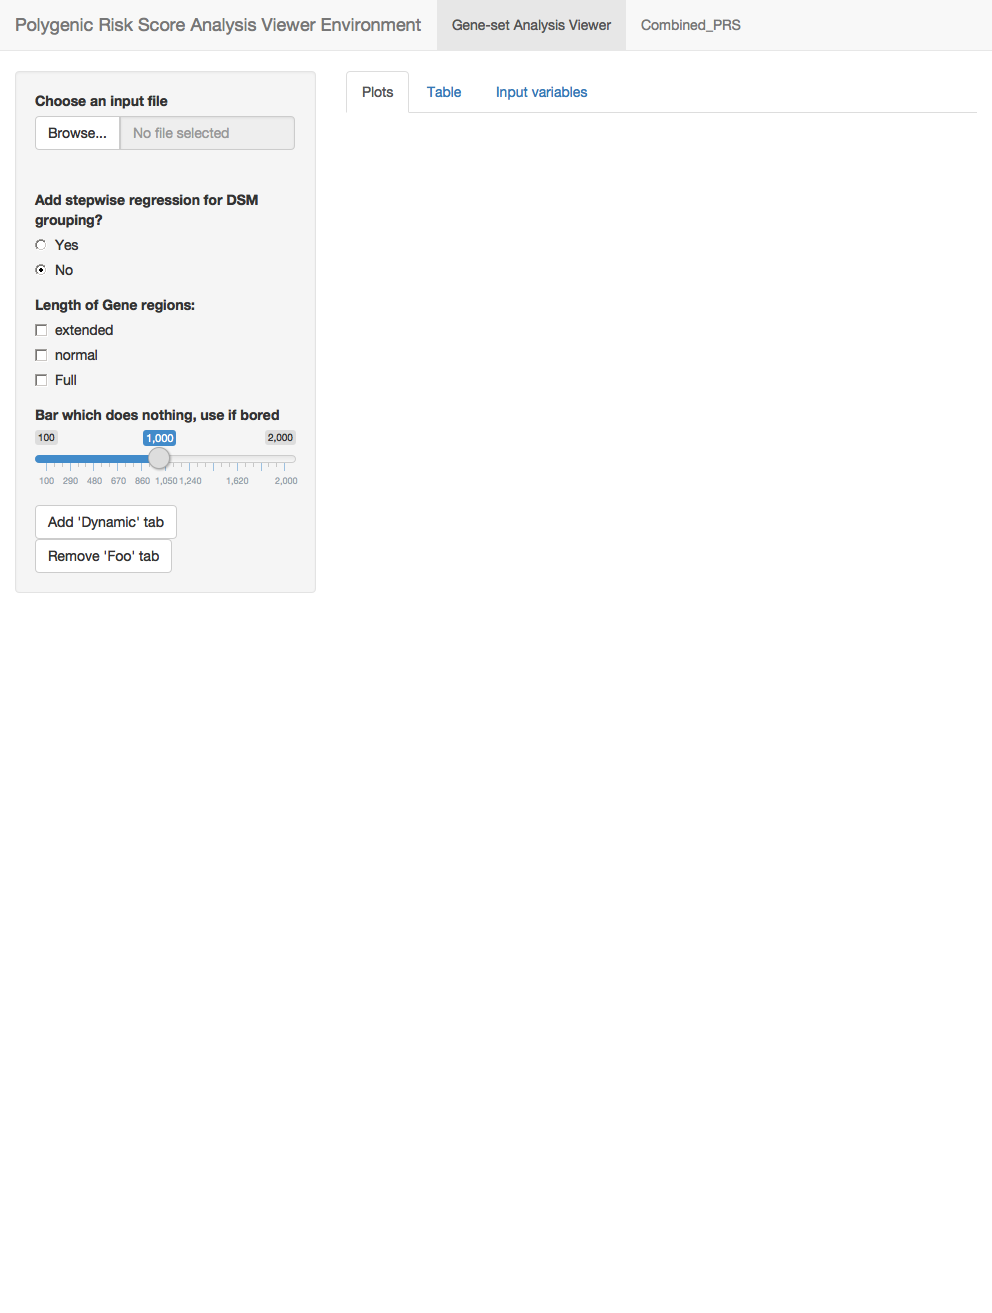 Polygenic Risk Score Analysis Viewer Environment Gene-set Analysis Viewer Combined_PRS
Choose an input file
Browse... No file selected
Add stepwise regression for DSM
grouping?
Yes
No
Length of Gene regions:
extended
normal
Full
Bar which does nothing, use if bored
100 1,000 2,000
100 290 480 670 860 1,050 1,240 1,620 2,000
Add 'Dynamic' tab
Remove 'Foo' tab
Plots Table Input variables